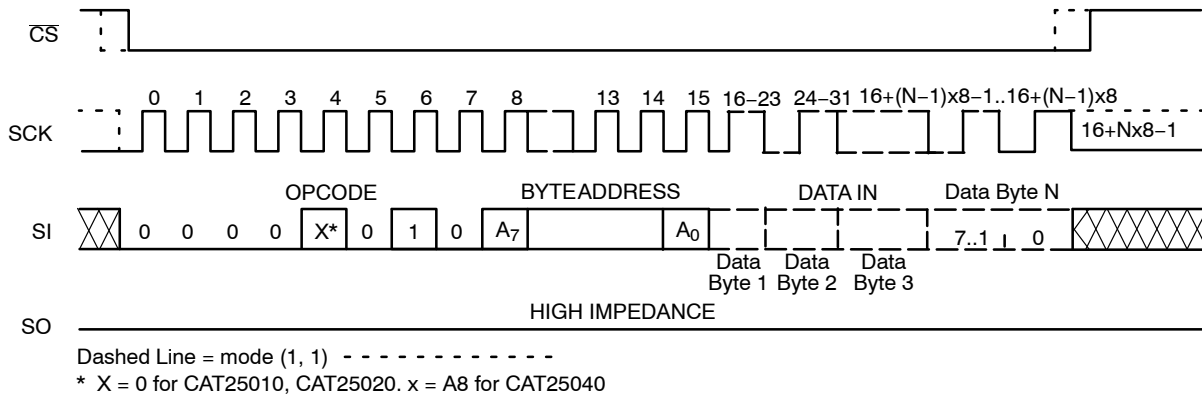 CS
0 1 2 3 4 5 6 7 8 13 14 15 16–23 24–31 16+(N–1)x8–1..16+(N–1)x8
SCK
16+Nx8–1
OPCODE BYTEADDRESS DATA IN Data Byte N
SI 0 0 0 0 X* 0 1 0 A7 A0 7..1 0
Data Byte 1 Data Byte 2 Data Byte 3
HIGH IMPEDANCE
SO
Dashed Line = mode (1, 1)
* X = 0 for CAT25010, CAT25020. x = A8 for CAT25040